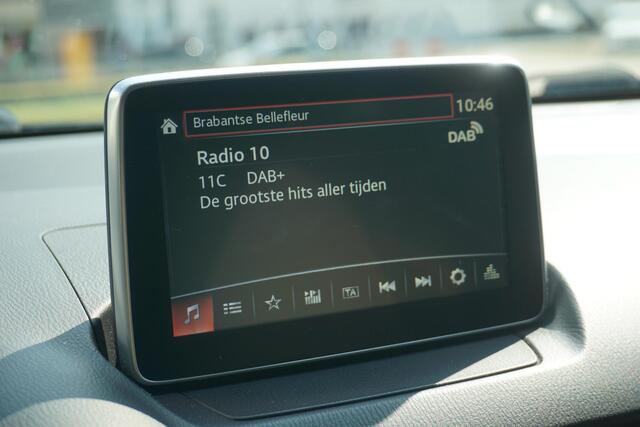 Brabantse Bellefleur 10:46
DAB
Radio 10
11C DAB+
De grootste hits aller tijden
TA